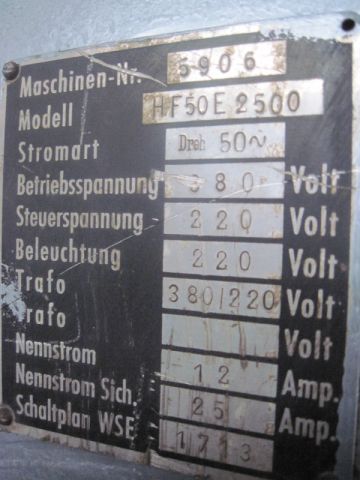 Maschinen-Nr. 5906
Modell HF50E2500
Stromart Dreh 50~
Betriebsspannung 380 Volt
Steuerspannung 220 Volt
Beleuchtung 220 Volt
Trafo 380/220 Volt
Trafo Volt
Nennstrom 12 Amp.
Nennstrom Sich. 25 Amp.
Schaltplan WSE 1713